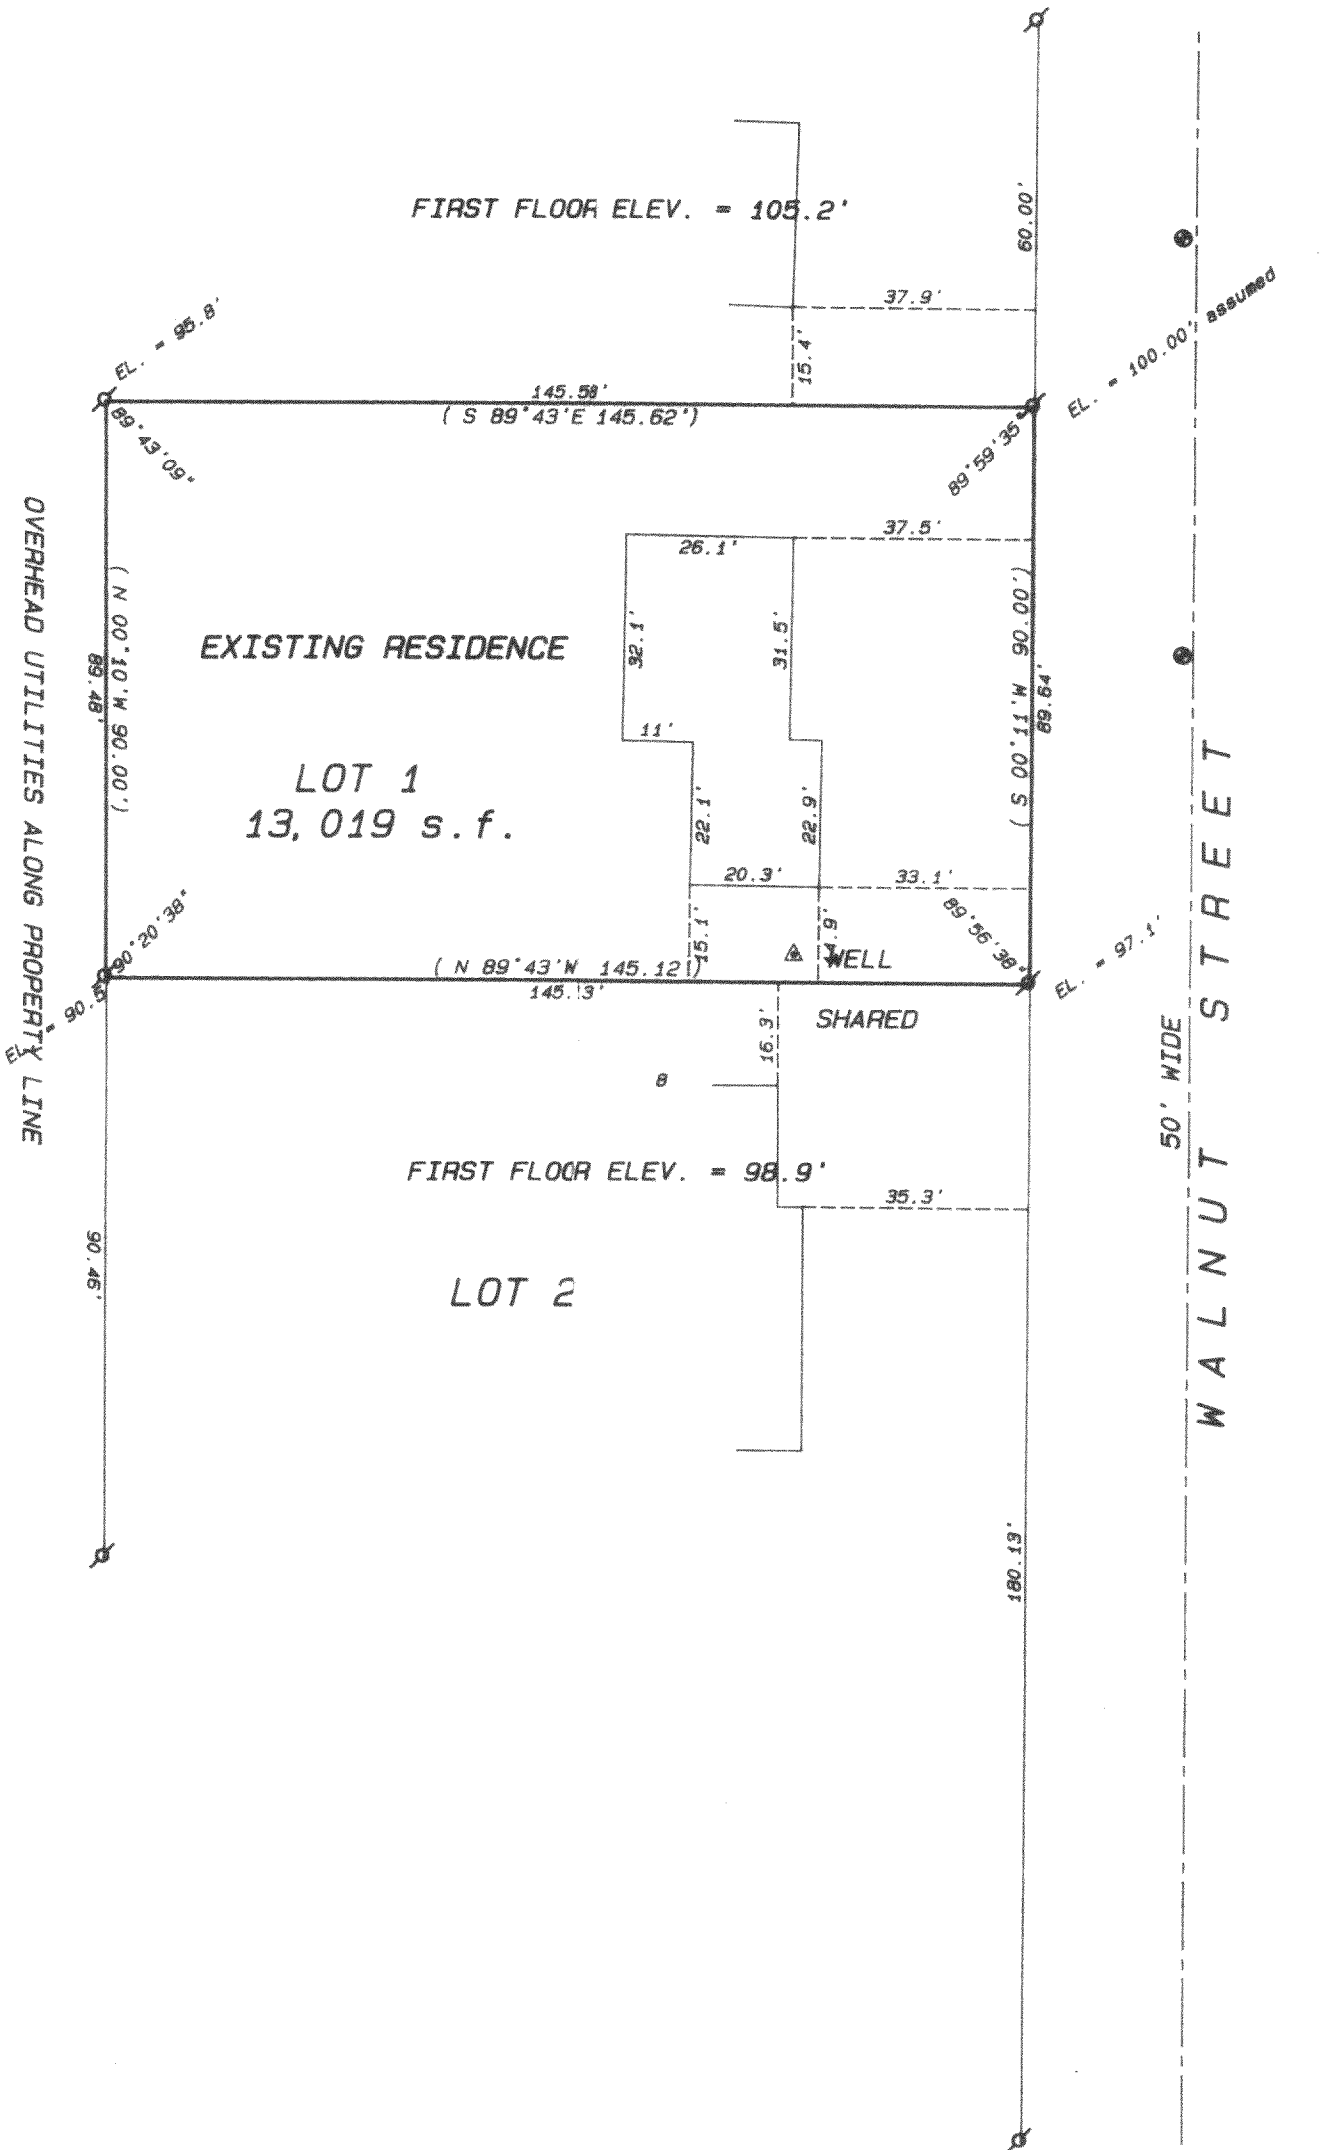 60.00'
FIRST FLOOR ELEV. = 105.2'
37.9'
EL. = 100.00' assumed
EL. = 95.8'
15.4'
145.58'
( S 89°43'E 145.62')
89°43'09"
89°59'35"
37.5'
26.1'
OVERHEAD UTILITIES ALONG PROPERTY LINE
( N 00°10'W 90.00')
89.48'
EXISTING RESIDENCE
32.1'
31.5'
( S 00°11'W 90.00')
89.64'
11'
LOT 1
13,019 s.f.
22.1'
22.9'
20.3'
33.1'
90°20'38"
15.1'
89°56'38"
WELL
EL. = 97.1'
( N 89°43'W 145.12')
EL. = 90.5'
SHARED
16.3'
8
50' WIDE
WALNUT STREET
FIRST FLOOR ELEV. = 98.9'
35.3'
90.46'
LOT 2
180.13'